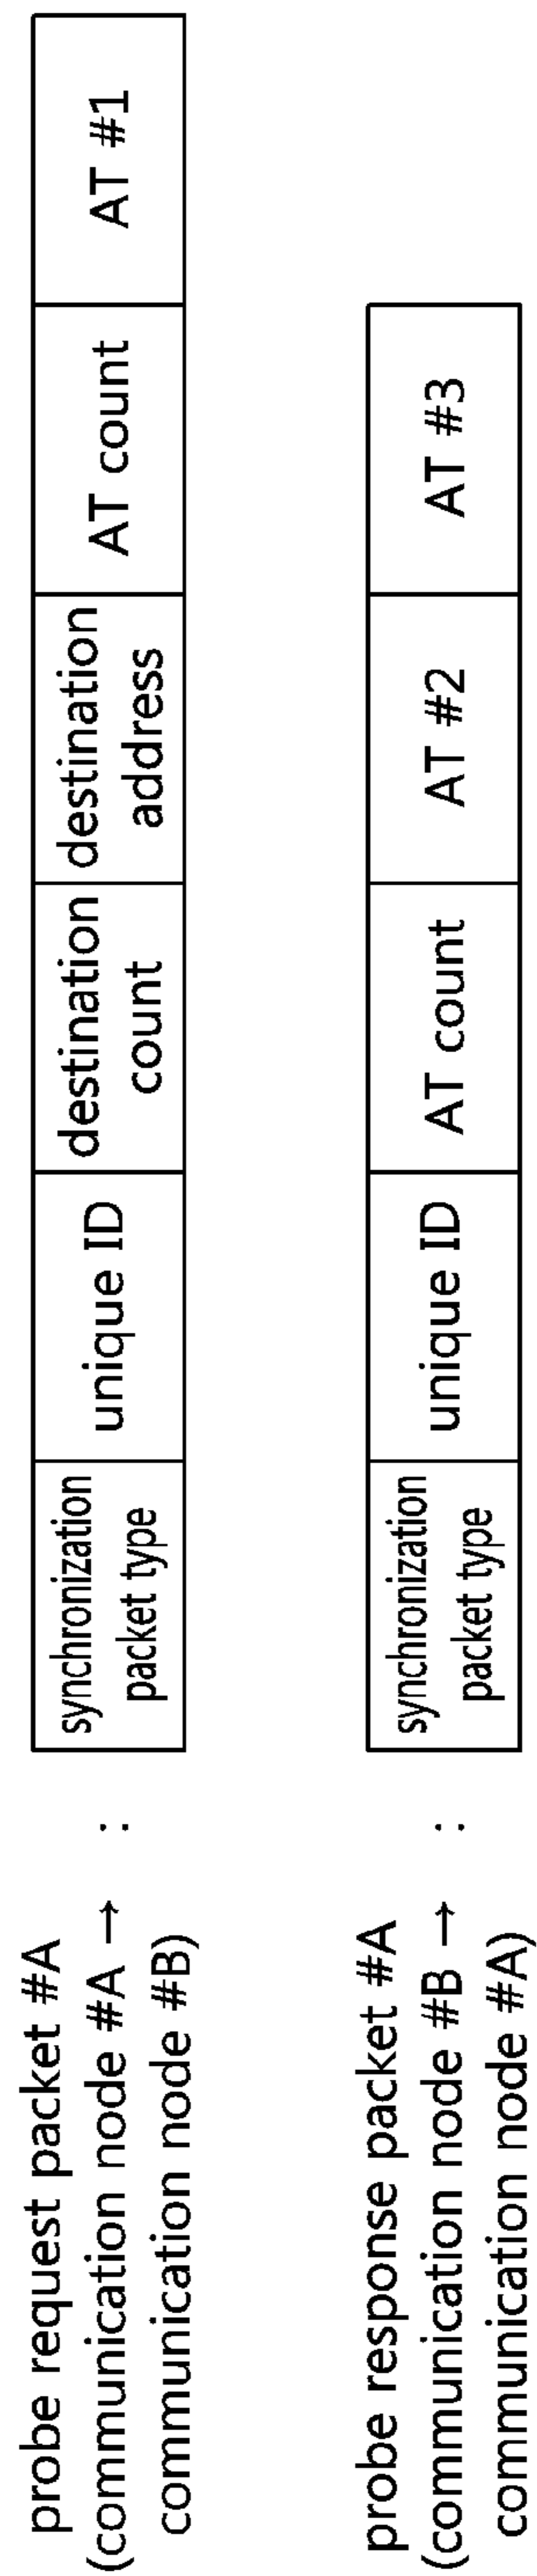 probe request packet #A
(communication node #A →
communication node #B)
:
synchronization
packet type
unique ID
destination
count
destination
address
AT count
AT #1
probe response packet #A
(communication node #B →
communication node #A)
:
synchronization
packet type
unique ID
AT count
AT #2
AT #3